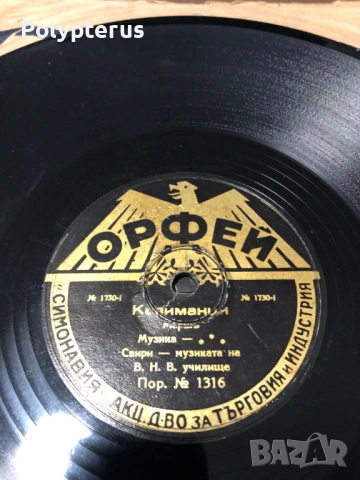 Polypterus
ОРФЕЙ
№ 1730-I
№ 1730-I
Музика — * * *
Свири — музиката на
В. Н. В. училище
Пор. № 1316
"СИМОНАВИЯ" АКЦ. Д-ВО ЗА ТЪРГОВИЯ и ИНДУСТРИЯ
BAZAR